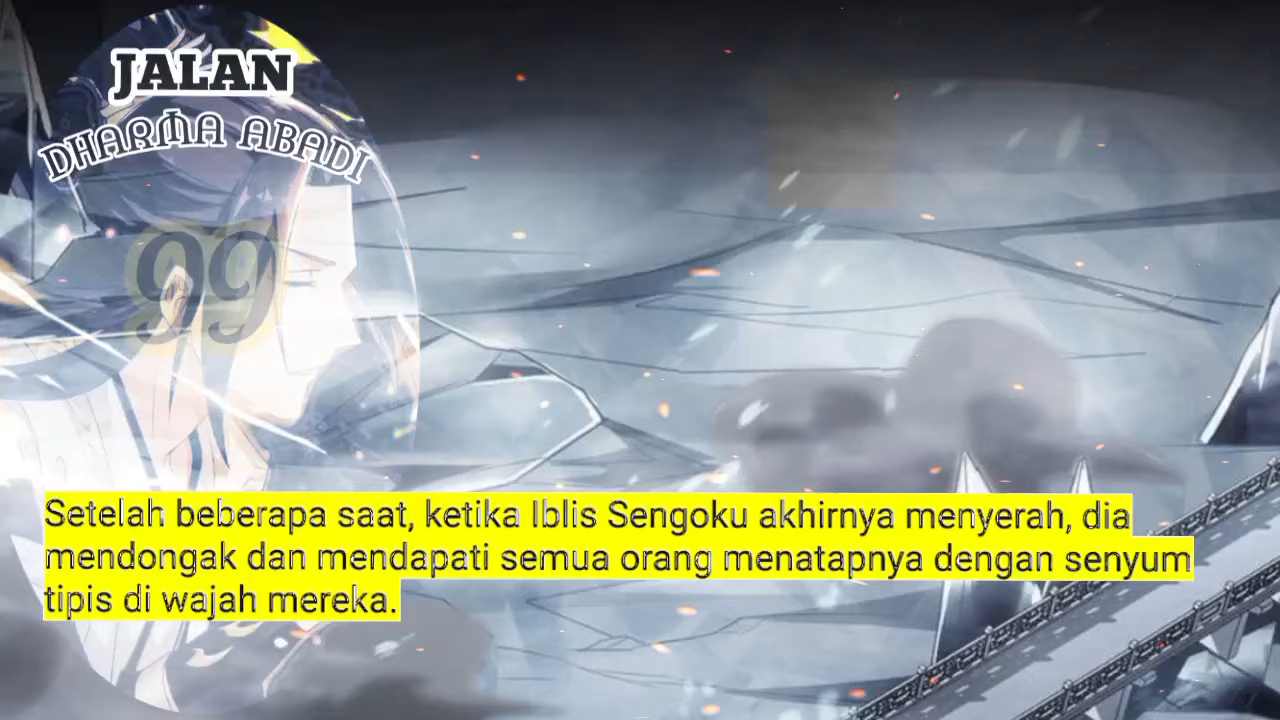 JALAN
DHARMA ABADI
99
Setelah beberapa saat, ketika Iblis Sengoku akhirnya menyerah, dia
mendongak dan mendapati semua orang menatapnya dengan senyum
tipis di wajah mereka.